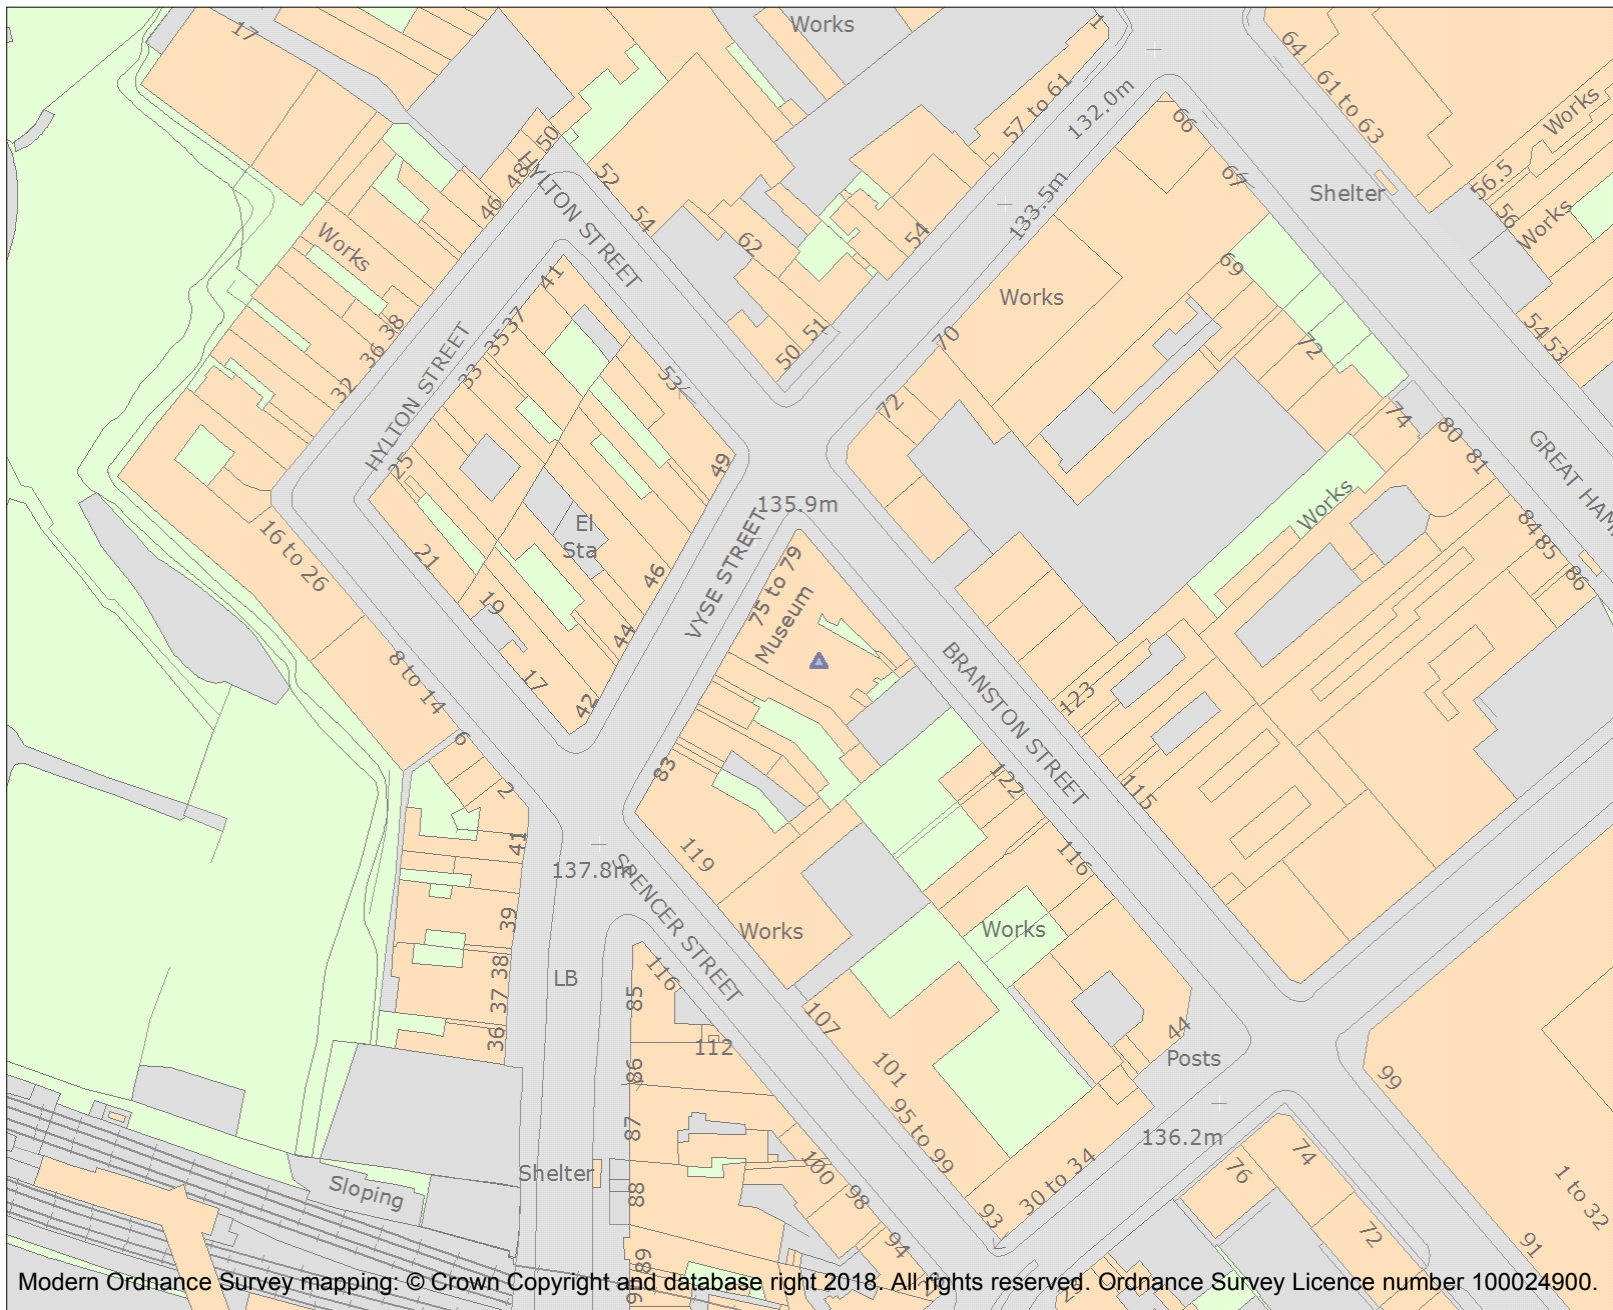 17
Works
1
64
61 to 63
Works
57 to 61
132.0m
66
50
48
HYLTON STREET
46
52
54
133.5m
67
Shelter
56.5
56
Works
Works
62
54
69
41
Works
38
36
32
37
35
33
HYLTON STREET
50
51
70
72
54
53
53
72
74
80
81
GREAT HAM
25
49
135.9m
Works
84
85
86
16 to 26
El
Sta
21
19
46
44
VYSE STREET
75 to 79
Museum
BRANSTON STREET
8 to 14
17
42
123
6
2
83
122
115
41
137.8m
SPENCER STREET
119
116
39
Works
Works
LB
38
37
36
116
85
107
44
112
Posts
86
101
99
87
95 to 99
136.2m
Shelter
Sloping
88
100
98
30 to 34
76
74
1 to 32
93
72
94
91
89
Modern Ordnance Survey mapping: © Crown Copyright and database right 2018. All rights reserved. Ordnance Survey Licence number 100024900.